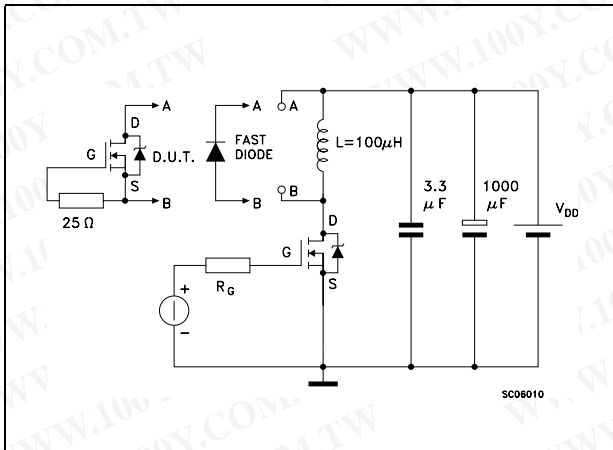 A
D
G
D.U.T.
S
B
25 Ω
A
FAST
DIODE
B
A
L=100μH
B
D
G
S
RG
+
−
3.3
μF
1000
μF
VDD
SC06010
WWW.100Y.COM.TW